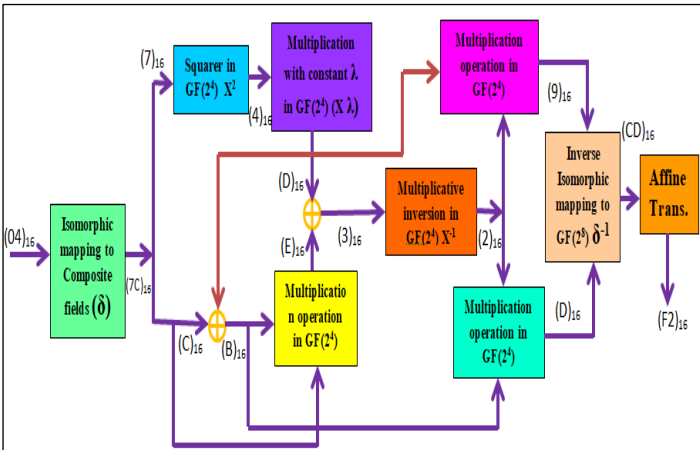 (7)₁₆
Squarer in
GF(2⁴) X²
(4)₁₆
Multiplication
with constant λ
in GF(2⁴) (X λ)
Multiplication
operation in
GF(2⁴)
(9)₁₆
(CD)₁₆
Inverse
Isomorphic
mapping to
GF(2⁸) δ⁻¹
Affine
Trans.
(F2)₁₆
(04)₁₆
Isomorphic
mapping to
Composite
fields (δ)
(7C)₁₆
(D)₁₆
(E)₁₆
(3)₁₆
Multiplicative
inversion in
GF(2⁴) X⁻¹
(2)₁₆
(C)₁₆
(B)₁₆
Multiplicatio
n operation
in GF(2⁴)
Multiplication
operation in
GF(2⁴)
(D)₁₆